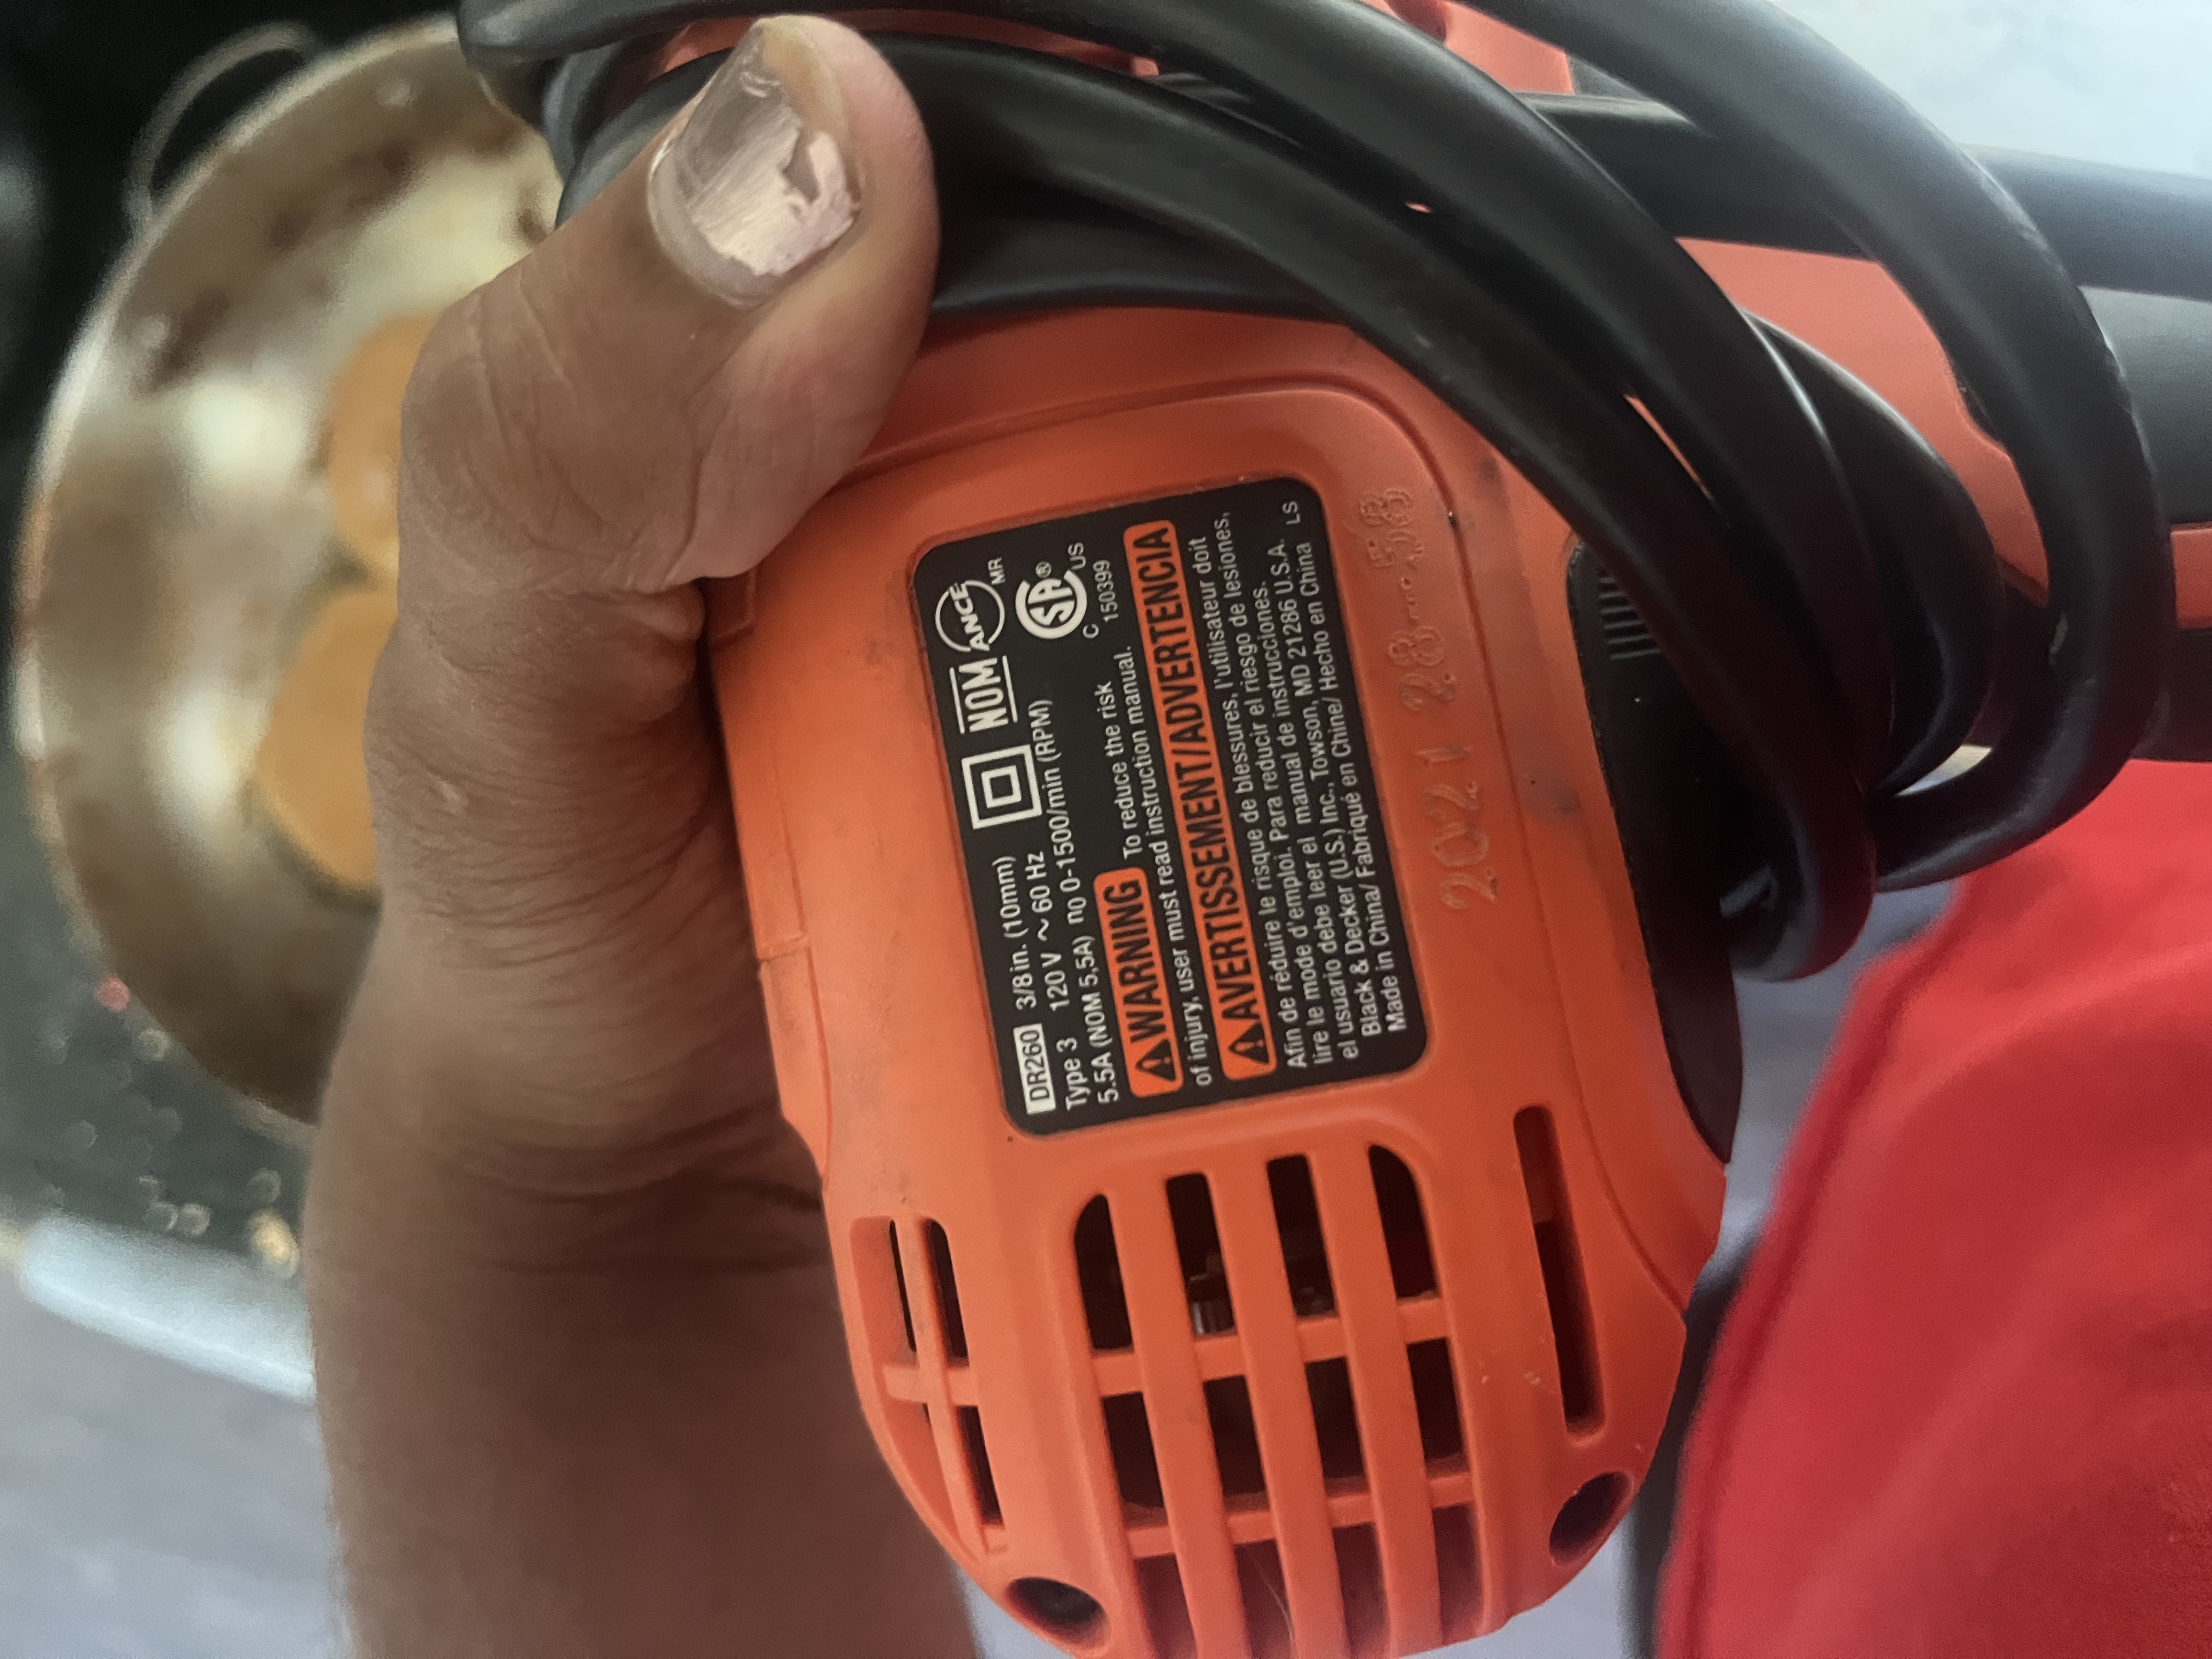 DR260 3/8 in. (10mm) NOM ANCE MR
Type 3 120 V ~ 60 Hz
5.5A (NOM 5,5A) n0 0-1500/min (RPM) SA ®
C US
⚠WARNING To reduce the risk 150399
of injury, user must read instruction manual.
⚠AVERTISSEMENT/ADVERTENCIA
Afin de réduire le risque de blessures, l'utilisateur doit
lire le mode d'emploi. Para reducir el riesgo de lesiones,
el usuario debe leer el manual de instrucciones.
Black & Decker (U.S.) Inc., Towson, MD 21286 U.S.A.
Made in China/ Fabriqué en Chine/ Hecho en China LS
2021 28--58